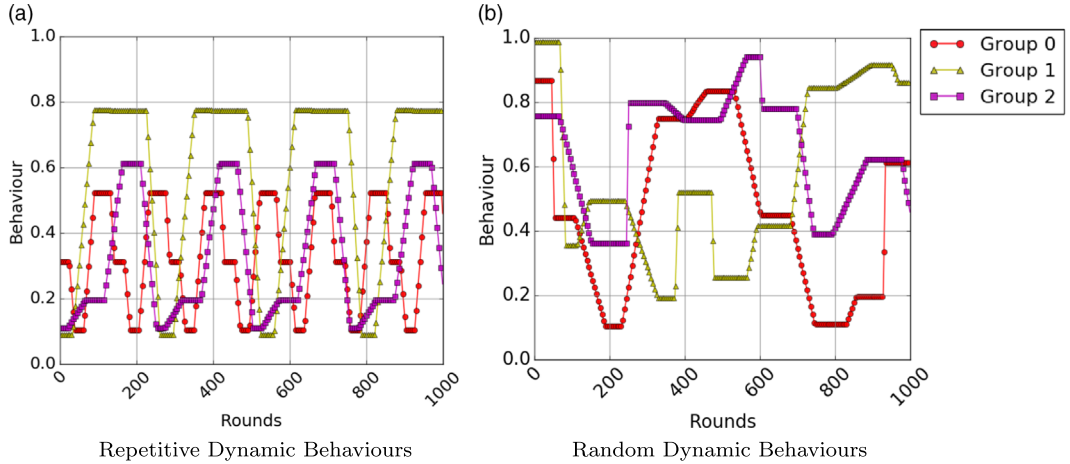 (a)
1.0
0.8
0.6
0.4
0.2
0.0
Behaviour
0
200
400
600
800
1000
Rounds
Repetitive Dynamic Behaviours
(b)
1.0
0.8
0.6
0.4
0.2
0.0
Behaviour
0
200
400
600
800
1000
Rounds
Random Dynamic Behaviours
Group 0
Group 1
Group 2